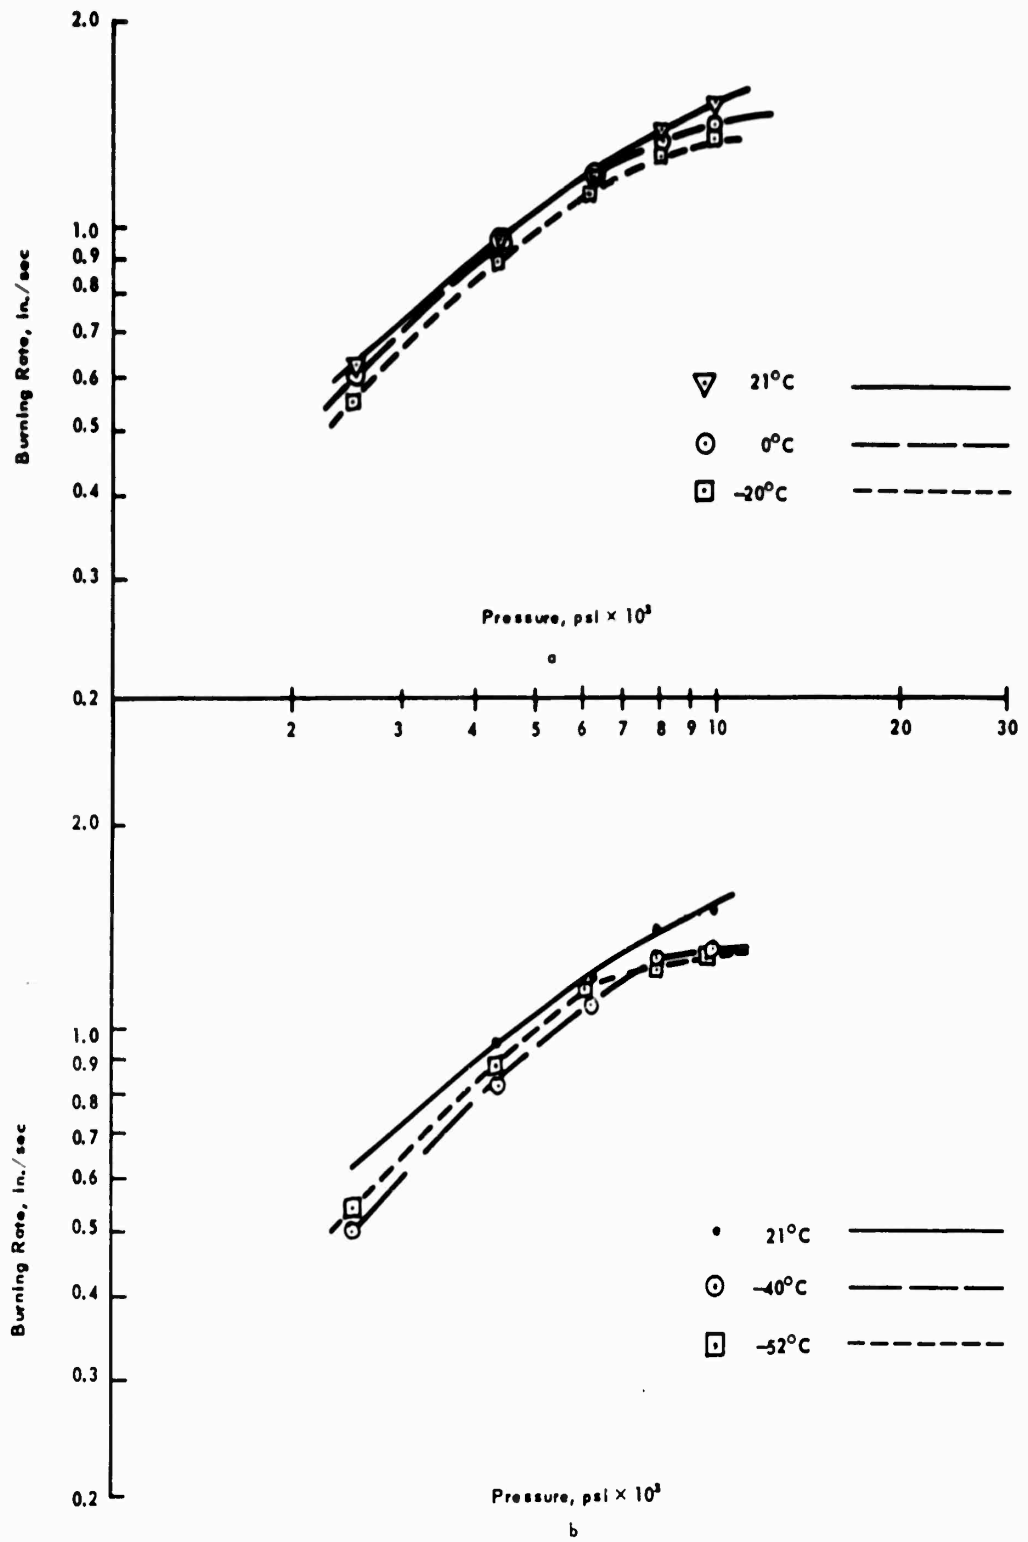 2.0
1.0
0.9
0.8
0.7
0.6
0.5
0.4
0.3
0.2
Burning Rate, in./sec
21°C
0°C
-20°C
Pressure, psi × 10³
a
2 3 4 5 6 7 8 9 10 20 30
2.0
1.0
0.9
0.8
0.7
0.6
0.5
0.4
0.3
0.2
Burning Rate, in./sec
21°C
-40°C
-52°C
Pressure, psi × 10³
b